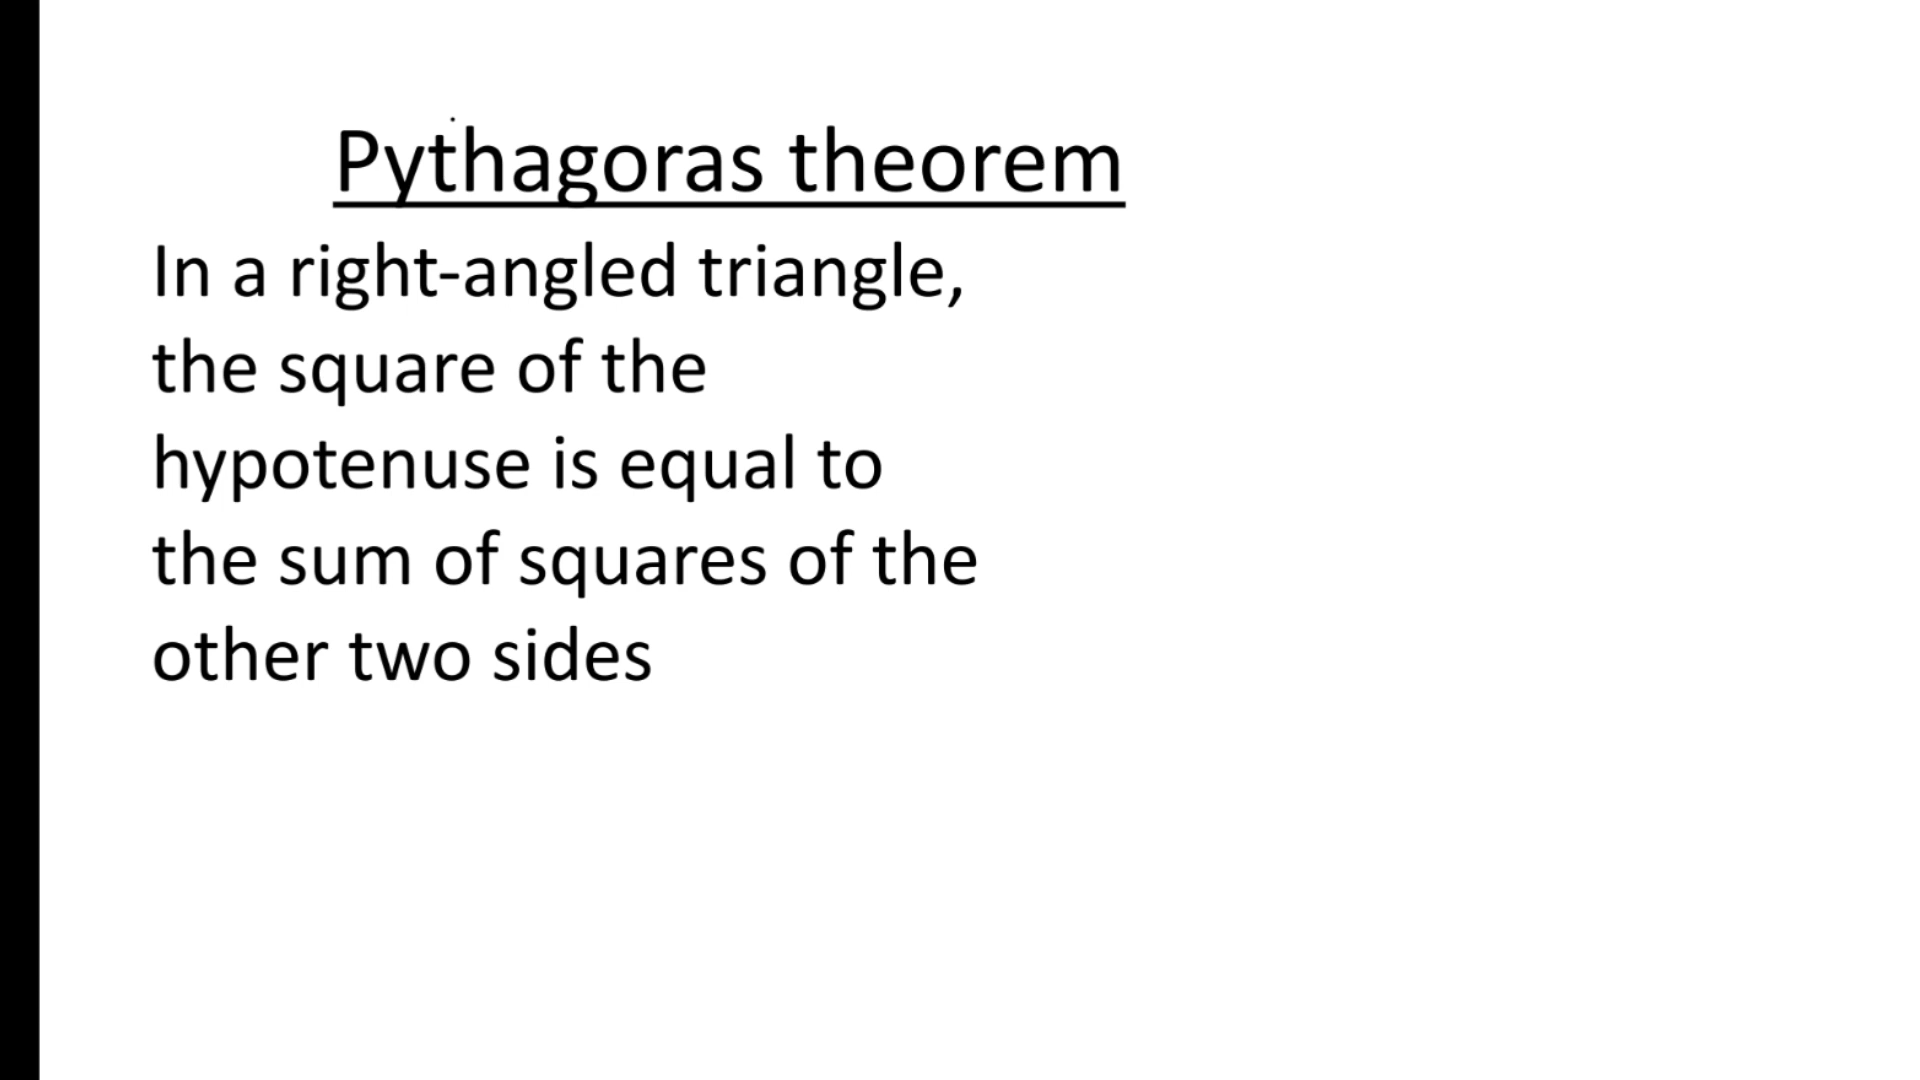 Pythagoras theorem
In a right-angled triangle,
the square of the
hypotenuse is equal to
the sum of squares of the
other two sides